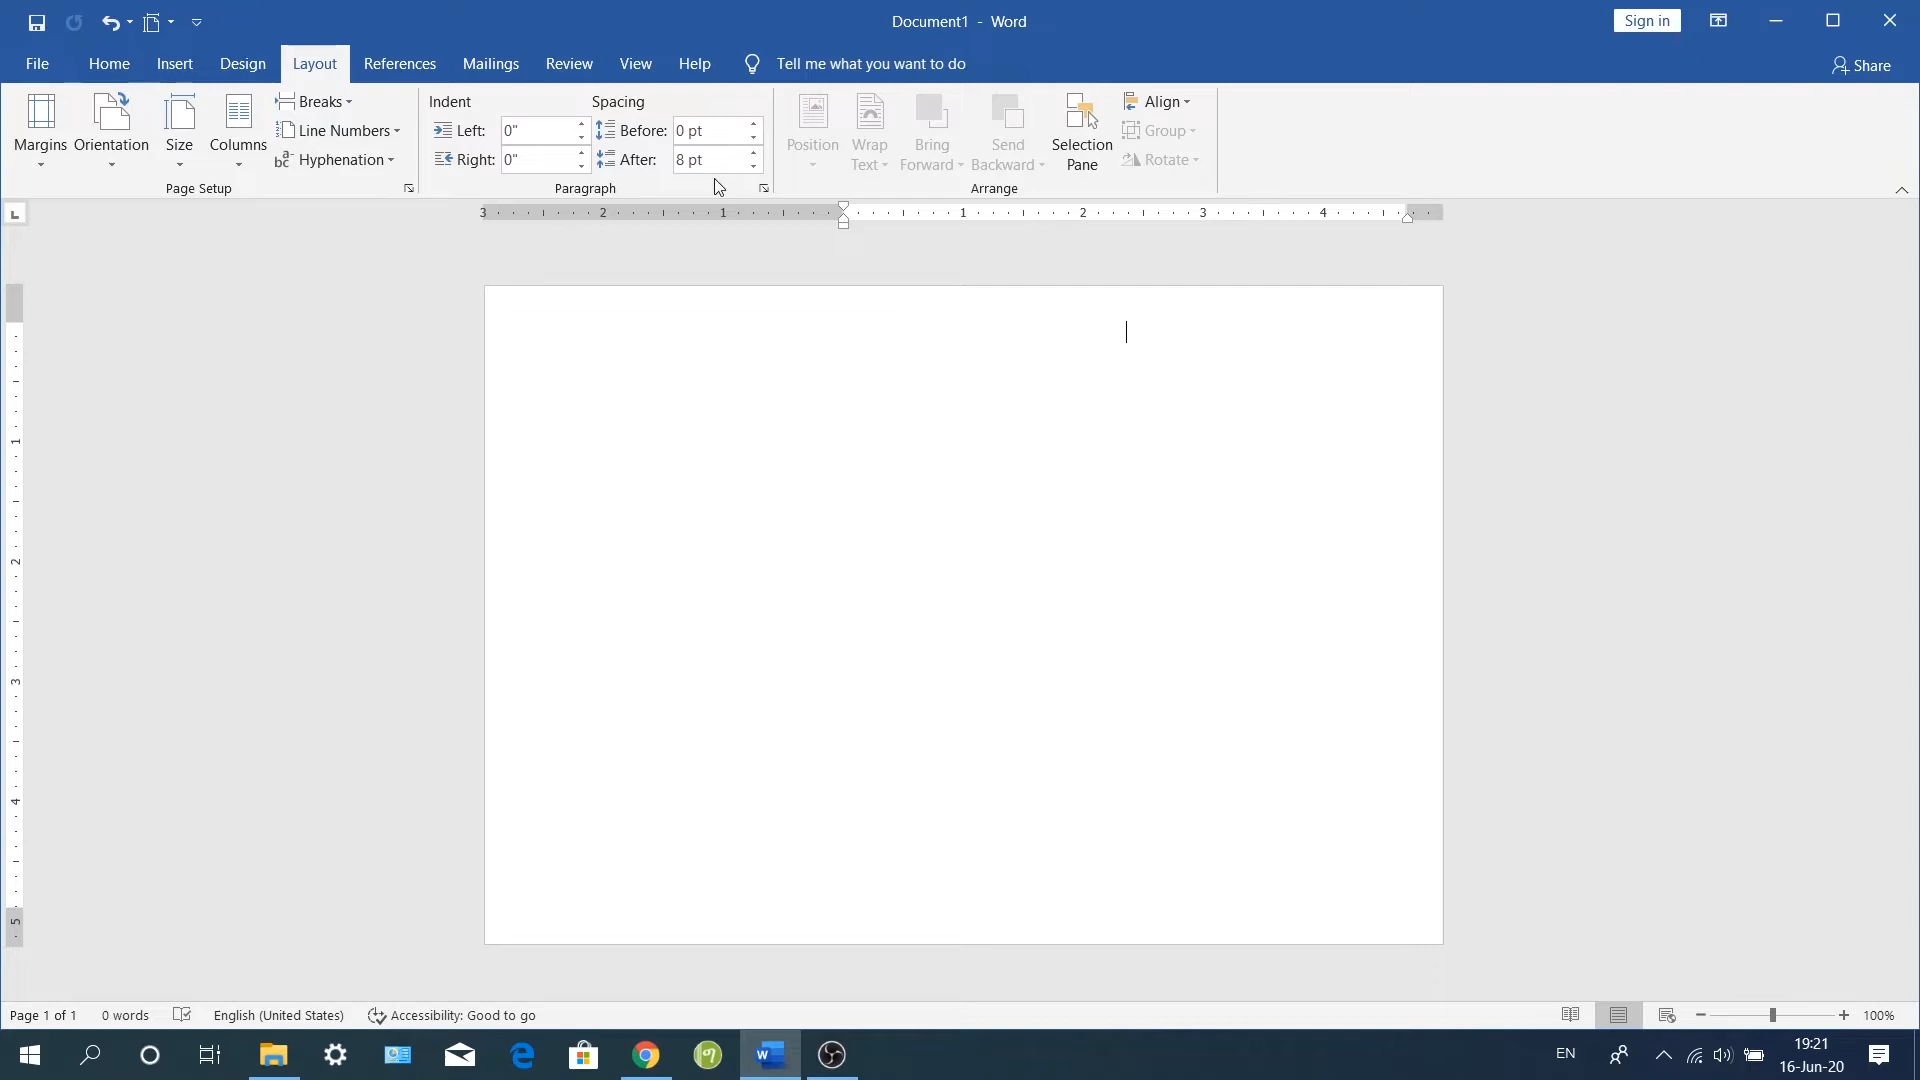 Document1 - Word
Sign in
File Home Insert Design Layout References Mailings Review View Help Tell me what you want to do
Share
Margins Orientation Size Columns
Breaks
Line Numbers
Hyphenation
Page Setup
Indent
Left: 0"
Right: 0"
Spacing
Before: 0 pt
After: 8 pt
Paragraph
Position
Wrap Text
Bring Forward
Send Backward
Selection Pane
Align
Group
Rotate
Arrange
3 2 1 1 2 3 4
1
2
3
4
5
Page 1 of 1 0 words English (United States) Accessibility: Good to go 100%
EN
19:21
16-Jun-20